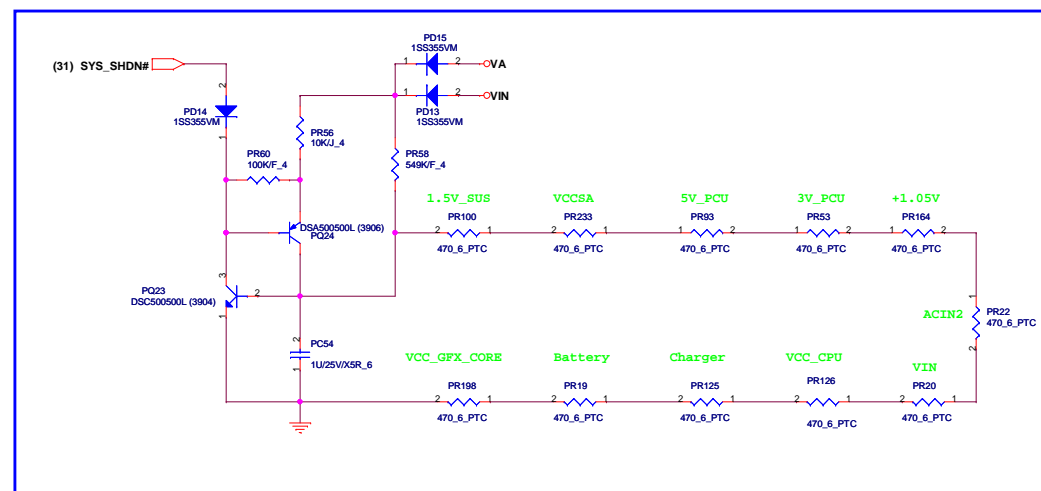 (31) SYS_SHDN#
PD15
1SS355VM
1
2
VA
1
2
VIN
PD13
1SS355VM
2
PD14
1SS355VM
1
PR56
10K/J_4
PR58
549K/F_4
PR60
100K/F_4
DSA500500L (3906)
PQ24
PQ23
DSC500500L (3904)
3
2
1
2
PC54
1
1U/25V/X5R_6
1.5V_SUS
VCCSA
5V_PCU
3V_PCU
+1.05V
PR100
PR233
PR93
PR53
PR164
2 1
2 1
1 2
1 2
1 2
470_6_PTC
470_6_PTC
470_6_PTC
470_6_PTC
470_6_PTC
ACIN2
1
PR22
470_6_PTC
2
VCC_GFX_CORE
Battery
Charger
VCC_CPU
VIN
PR198
PR19
PR125
PR126
PR20
2 1
2 1
2 1
2 1
2 1
470_6_PTC
470_6_PTC
470_6_PTC
470_6_PTC
470_6_PTC